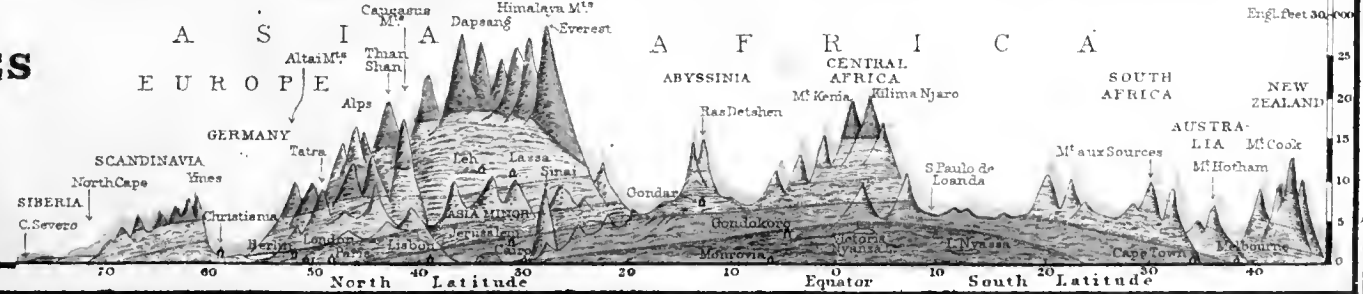 ES
Caucasus
Mts
Himalaya Mts
Engl. feet 30,000
Dapsang
Everest
A S I A
A F R I C A
Altai Mts
Thian
Shan
25
EUROPE
ABYSSINIA
CENTRAL
AFRICA
SOUTH
AFRICA
NEW
ZEALAND
Alps
Mt Kenia
Kilima Njaro
20
GERMANY
Ras Detshen
AUSTRA-
LIA
Tatra
Mt aux Sources
Mt Cook
15
SCANDINAVIA
Leh
Lassa
Mt Hotham
North Cape
Ymes
Sinai
S Paulo de
Loanda
SIBERIA
Gondar
10
C. Severo
Christiania
ASIA MINOR
Gondokoro
5
Berlin
London
Lisbon
Jerusalem
Victoria
Nyanza
L. Nyassa
Melbourne
Paris
Cairo
Monrovia
Cape Town
0
70 60 50 40 30 20 10 0 10 20 30 40
North Latitude
Equator
South Latitude